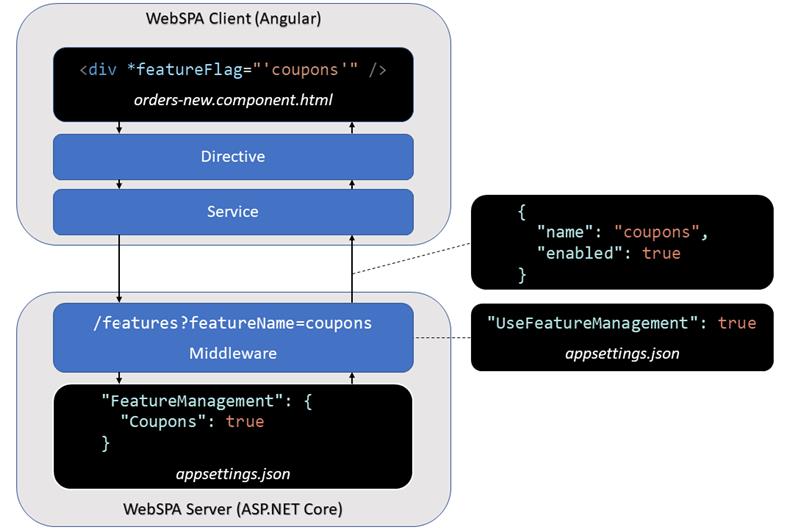 WebSPA Client (Angular)
<div *featureFlag="'coupons'" />
orders-new.component.html
Directive
Service
{
"name": "coupons",
"enabled": true
}
/features?featureName=coupons
Middleware
"UseFeatureManagement": true
appsettings.json
"FeatureManagement": {
"Coupons": true
}
appsettings.json
WebSPA Server (ASP.NET Core)